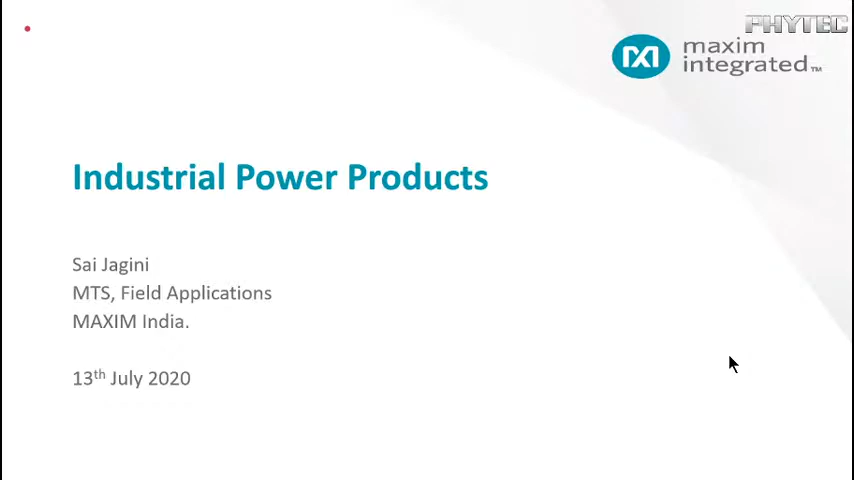 PHYTEC
maxim
integrated™
Industrial Power Products
Sai Jagini
MTS, Field Applications
MAXIM India.
13th July 2020